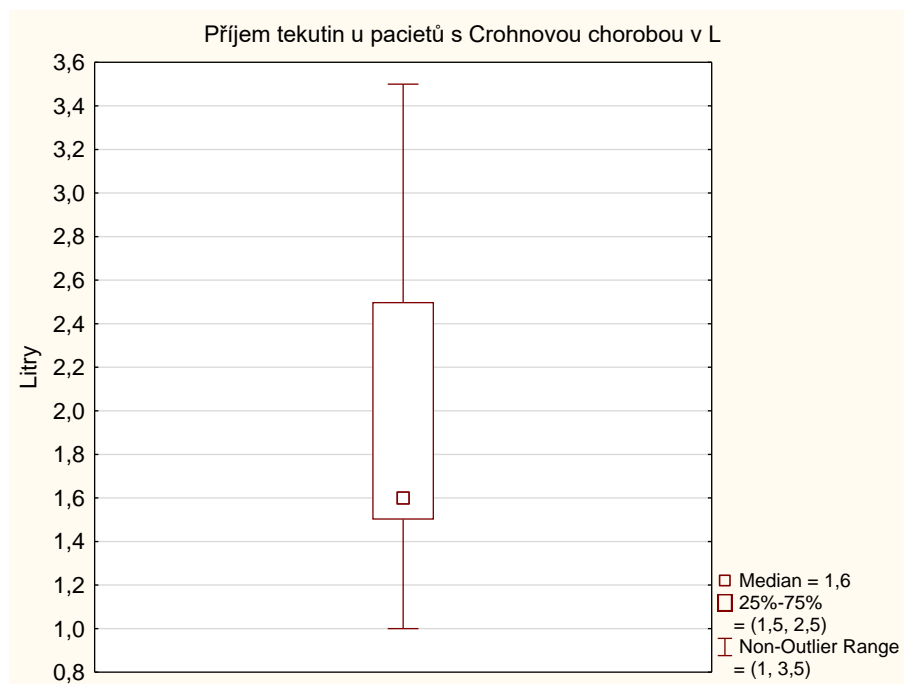 Příjem tekutin u pacietů s Crohnovou chorobou v L
3,6
3,4
3,2
3,0
2,8
2,6
2,4
2,2
2,0
1,8
1,6
1,4
1,2
1,0
0,8
Litry
Median = 1,6
25%-75%
= (1,5, 2,5)
Non-Outlier Range
= (1, 3,5)